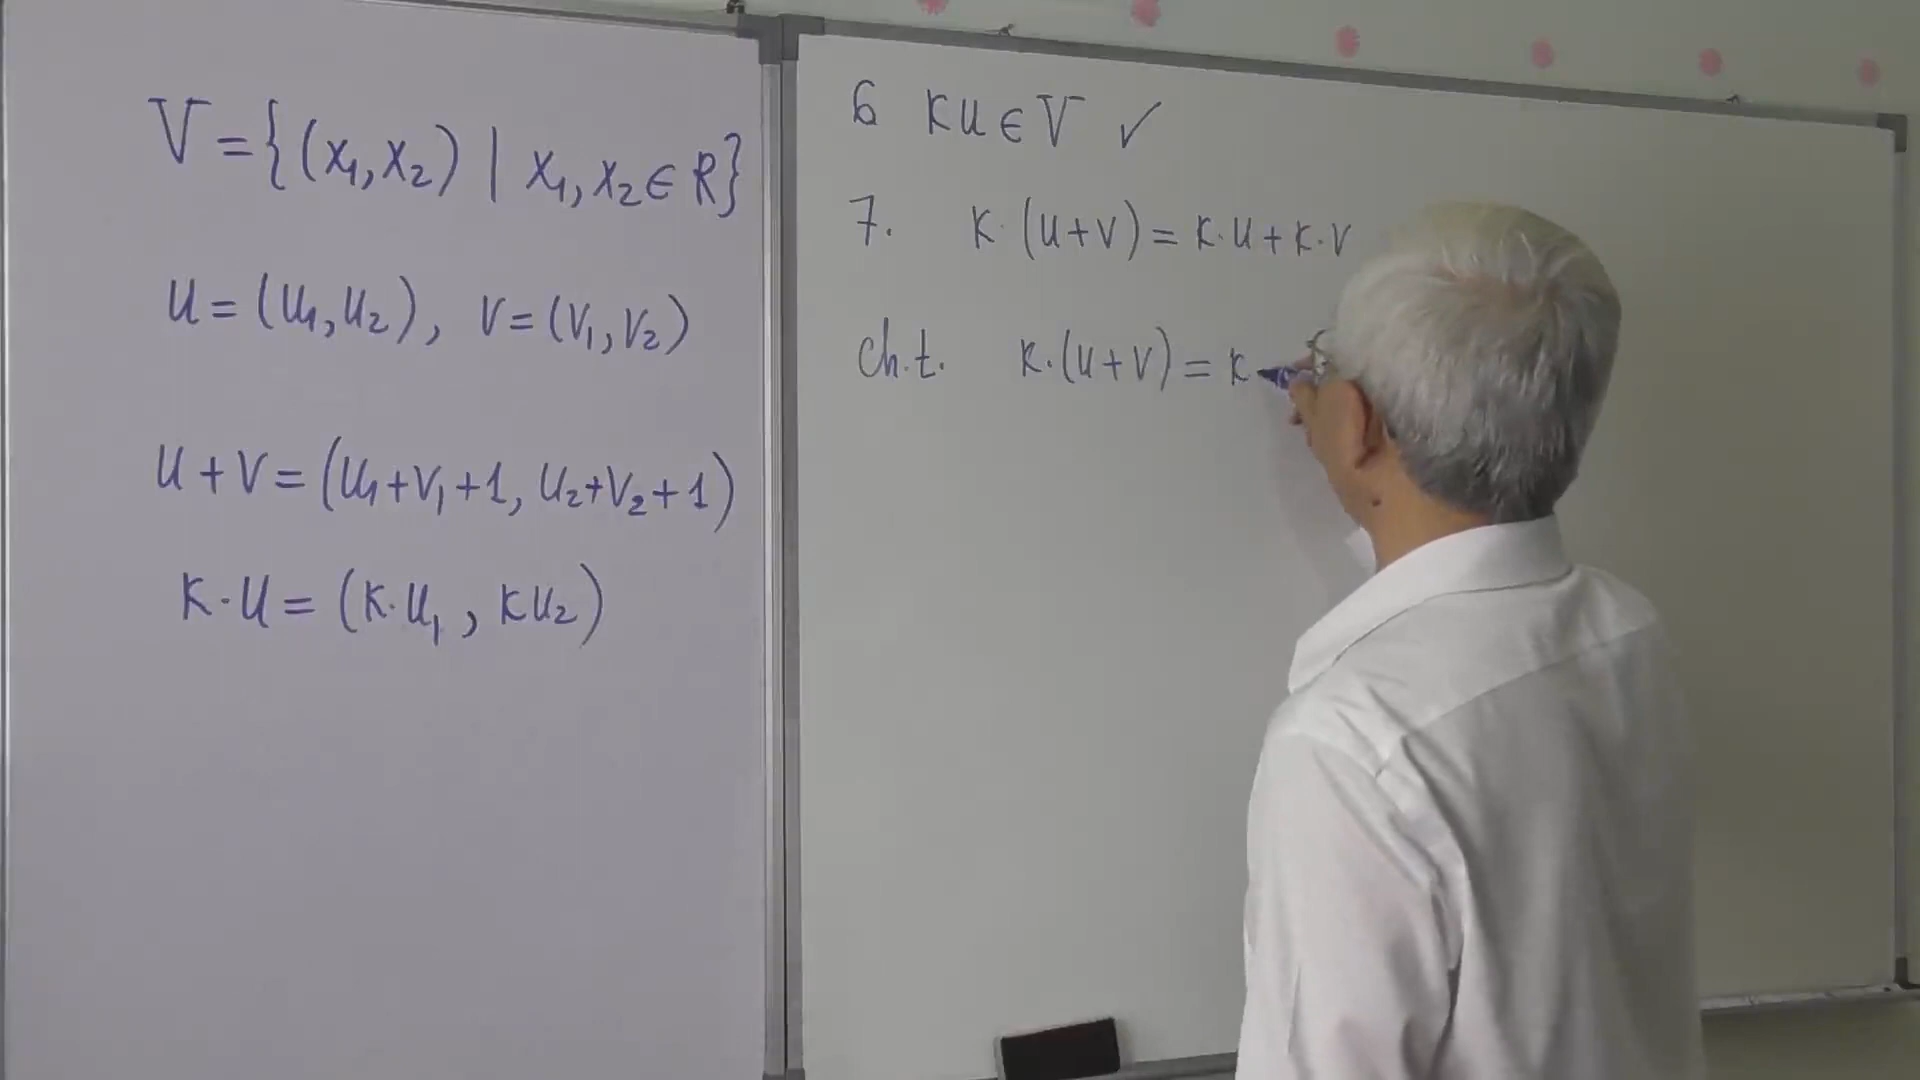 V = {(x₁, x₂) | x₁, x₂ ∈ R}
u = (u₁, u₂), v = (v₁, v₂)
u + v = (u₁+v₁+1, u₂+v₂+1)
k·u = (k·u₁, ku₂)
6 ku ∈ V ✓
7. k·(u+v) = k·u+k·v
ch.t. k·(u+v) = k·